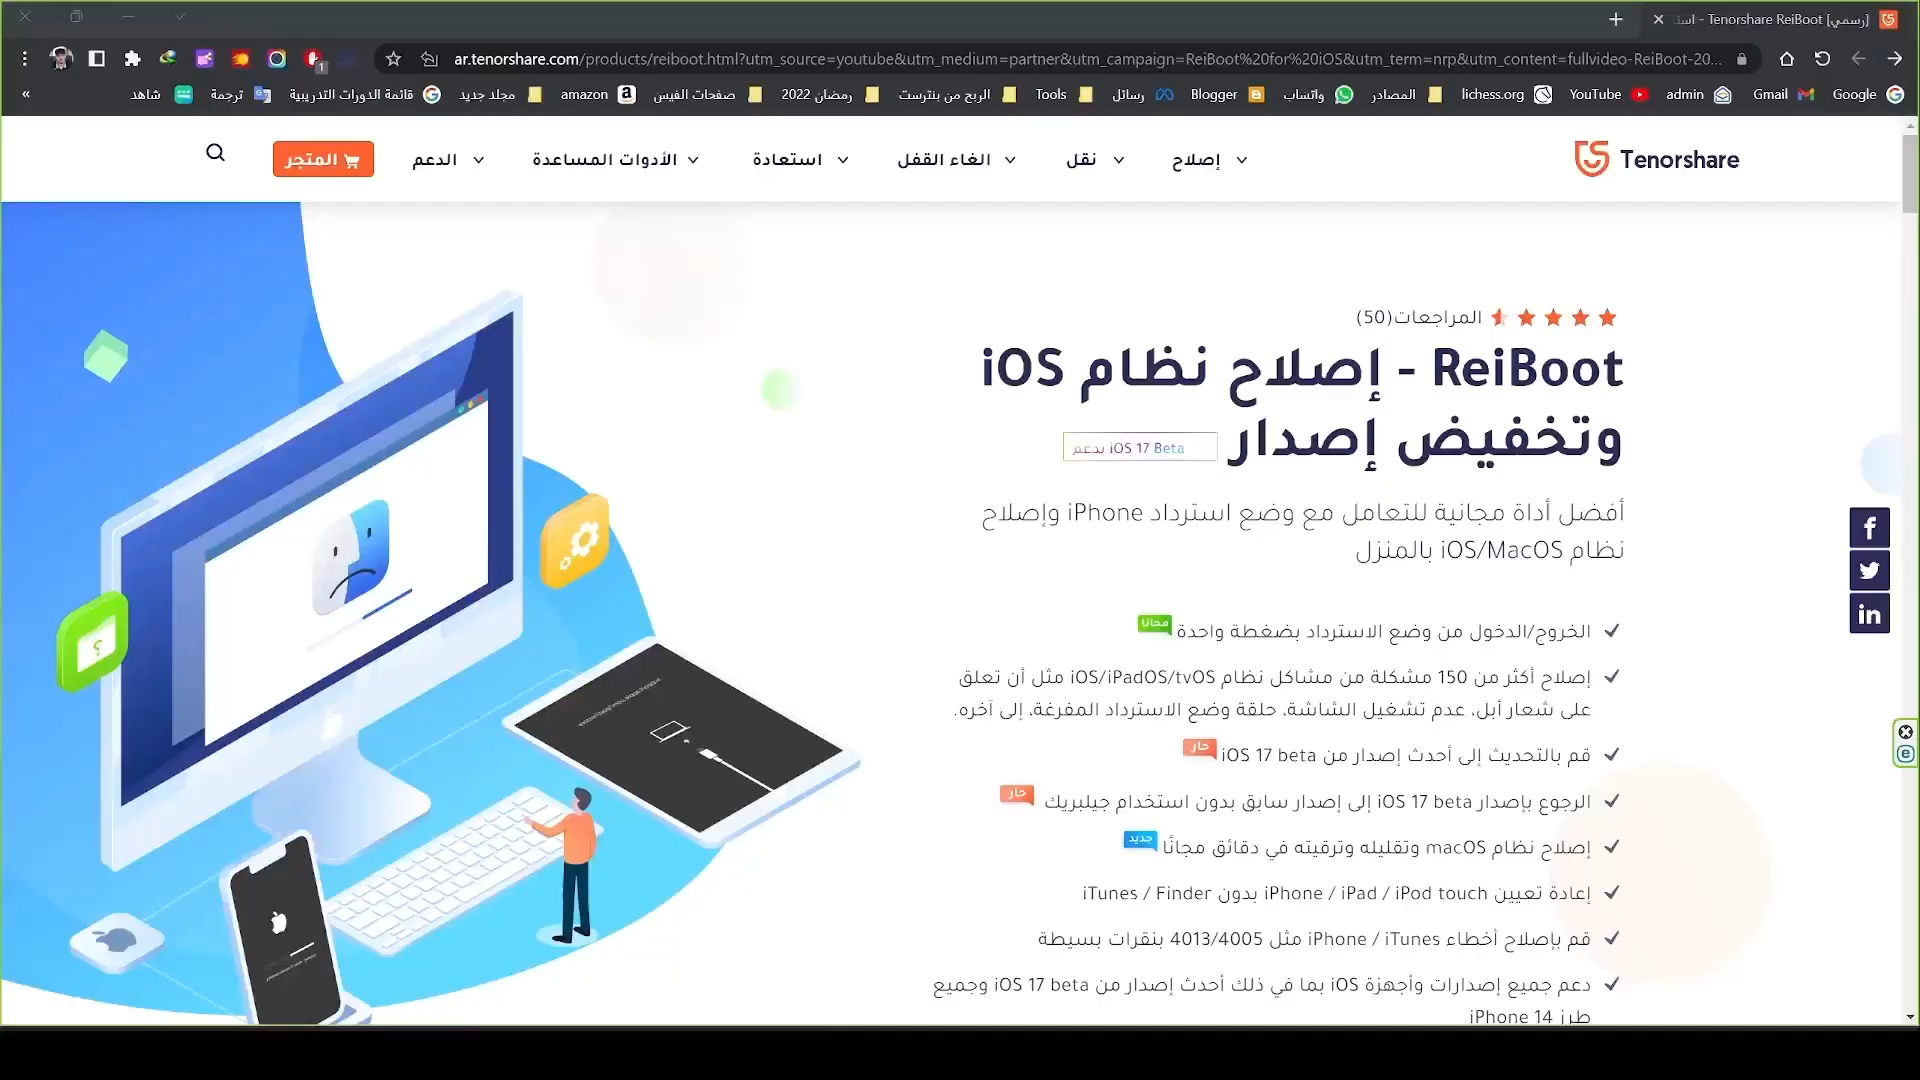 [رسمي] Tenorshare ReiBoot - است
ar.tenorshare.com/products/reiboot.html?utm_source=youtube&utm_medium=partner&utm_campaign=ReiBoot%20for%20iOS&utm_term=nrp&utm_content=fullvideo-ReiBoot-20...
1
Google Gmail admin YouTube lichess.org المصادر واتساب Blogger رسائل Tools الربح من بنترست رمضان 2022 صفحات الفيس amazon مجلد جديد قائمة الدورات التدريبية ترجمة شاهد »
Tenorshare إصلاح نقل الغاء القفل استعادة الأدوات المساعدة الدعم المتجر
المراجعات(50)
ReiBoot - إصلاح نظام iOS
وتخفيض إصدار
بدعم iOS 17 Beta
أفضل أداة مجانية للتعامل مع وضع استرداد iPhone وإصلاح
نظام iOS/MacOS بالمنزل
الخروج/الدخول من وضع الاسترداد بضغطة واحدة مجانا
إصلاح أكثر من 150 مشكلة من مشاكل نظام iOS/iPadOS/tvOS مثل أن تعلق
على شعار أبل، عدم تشغيل الشاشة، حلقة وضع الاسترداد المفرغة، إلى آخره.
قم بالتحديث إلى أحدث إصدار من iOS 17 beta حار
الرجوع بإصدار iOS 17 beta إلى إصدار سابق بدون استخدام جيلبريك حار
إصلاح نظام macOS وتقليله وترقيته في دقائق مجانًا جديد
إعادة تعيين iPhone / iPad / iPod touch بدون iTunes / Finder
قم بإصلاح أخطاء iPhone / iTunes مثل 4013/4005 بنقرات بسيطة
دعم جميع إصدارات وأجهزة iOS بما في ذلك أحدث إصدار من iOS 17 beta وجميع
طرز iPhone 14